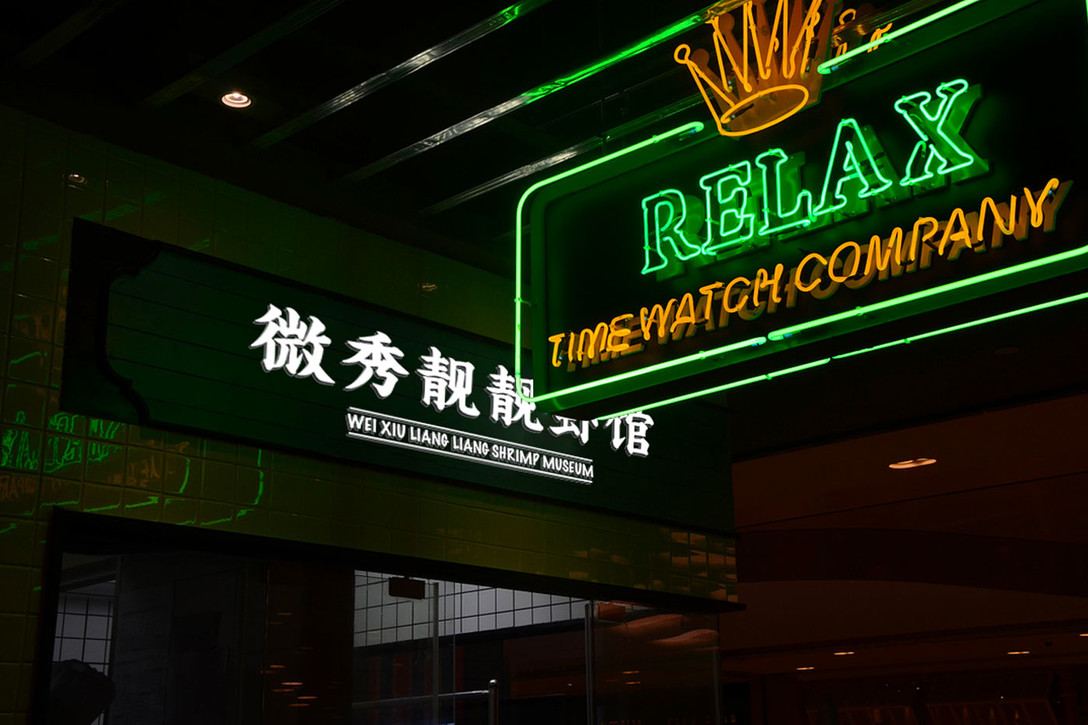 RELAX
TIME WATCH COMPANY
微秀靓靓虾馆
WEI XIU LIANG LIANG SHRIMP MUSEUM